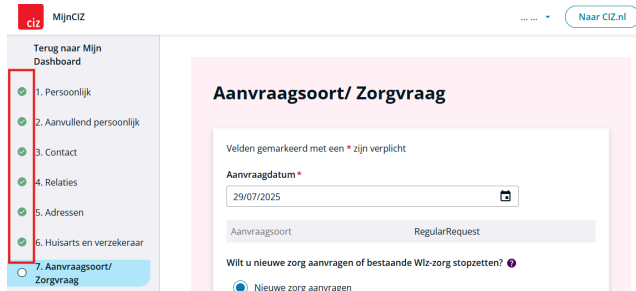 ciz
MijnCIZ
... ...
Naar CIZ.nl
Terug naar Mijn
Dashboard
1. Persoonlijk
2. Aanvullend persoonlijk
3. Contact
4. Relaties
5. Adressen
6. Huisarts en verzekeraar
7. Aanvraagsoort/
Zorgvraag
Aanvraagsoort/ Zorgvraag
Velden gemarkeerd met een * zijn verplicht
Aanvraagdatum *
29/07/2025
Aanvraagsoort RegularRequest
Wilt u nieuwe zorg aanvragen of bestaande Wlz-zorg stopzetten? ?
Nieuwe zorg aanvragen